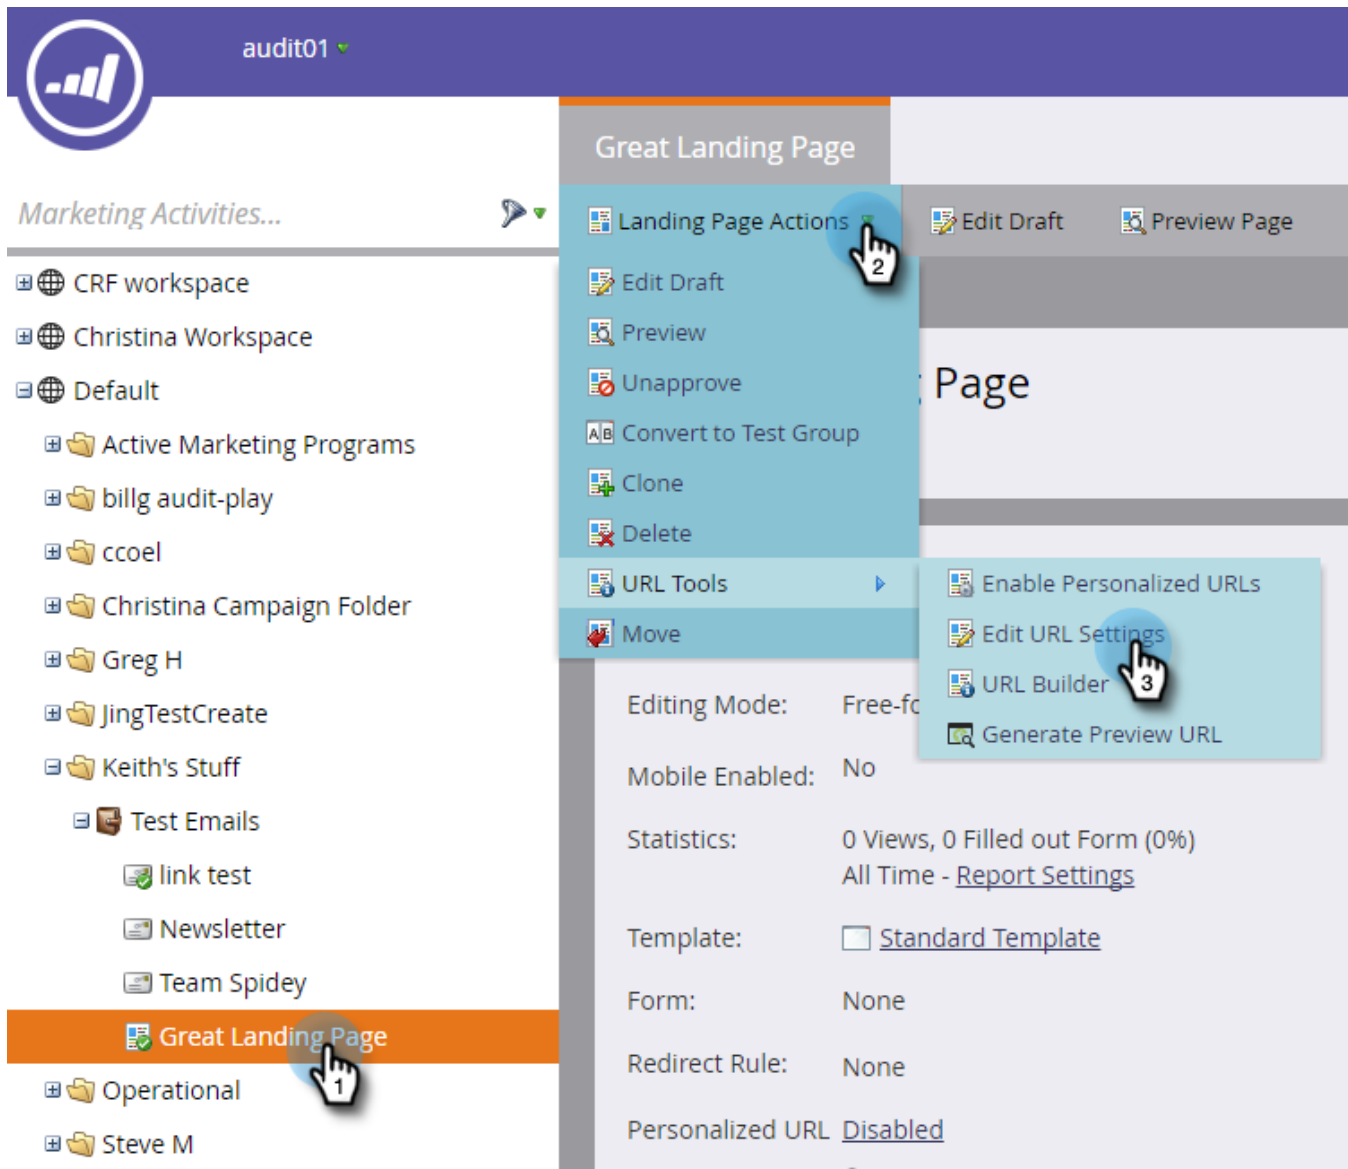 audit01
Great Landing Page
Marketing Activities...
Landing Page Actions
Edit Draft
Preview Page
2
CRF workspace
Christina Workspace
Default
Active Marketing Programs
billg audit-play
ccoel
Christina Campaign Folder
Greg H
JingTestCreate
Keith's Stuff
Test Emails
link test
Newsletter
Team Spidey
Great Landing Page
1
Operational
Steve M
Edit Draft
Preview
Unapprove
A B Convert to Test Group
Clone
Delete
URL Tools
Move
Page
Enable Personalized URLs
Edit URL Settings
3
URL Builder
Generate Preview URL
Editing Mode: Free-fo
Mobile Enabled: No
Statistics: 0 Views, 0 Filled out Form (0%)
All Time - Report Settings
Template: Standard Template
Form: None
Redirect Rule: None
Personalized URL Disabled